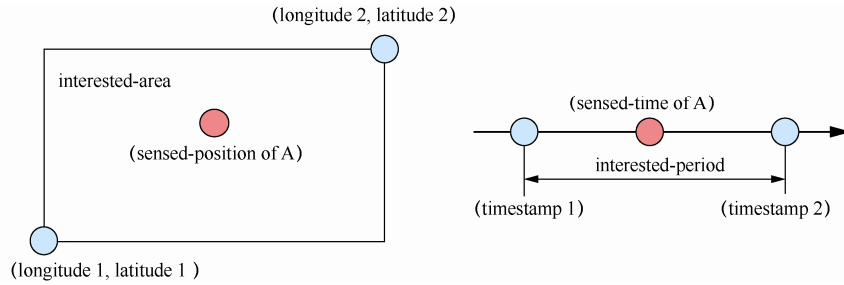 (longitude 2, latitude 2)
interested-area
(sensed-position of A)
(longitude 1, latitude 1 )
(sensed-time of A)
interested-period
(timestamp 1)
(timestamp 2)